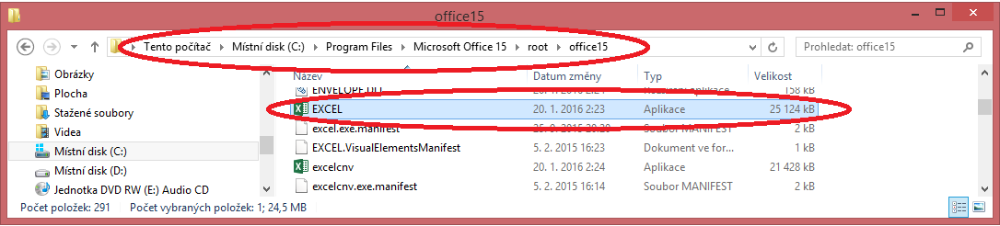 office15
Tento počítač Místní disk (C:) Program Files Microsoft Office 15 root office15 Prohledat: office15
Obrázky
Plocha
Stažené soubory
Videa
Místní disk (C:)
Místní disk (D:)
Jednotka DVD RW (E:) Audio CD
Název Datum změny Typ Velikost
ENVELOPE.DLL 158 kB
EXCEL 20. 1. 2016 2:23 Aplikace 25 124 kB
excel.exe.manifest Soubor MANIFEST 2 kB
EXCEL.VisualElementsManifest 5. 2. 2015 16:23 Dokument ve for... 1 kB
excelcnv 20. 1. 2016 2:24 Aplikace 21 428 kB
excelcnv.exe.manifest 5. 2. 2015 16:14 Soubor MANIFEST 2 kB
Počet položek: 291 Počet vybraných položek: 1; 24,5 MB